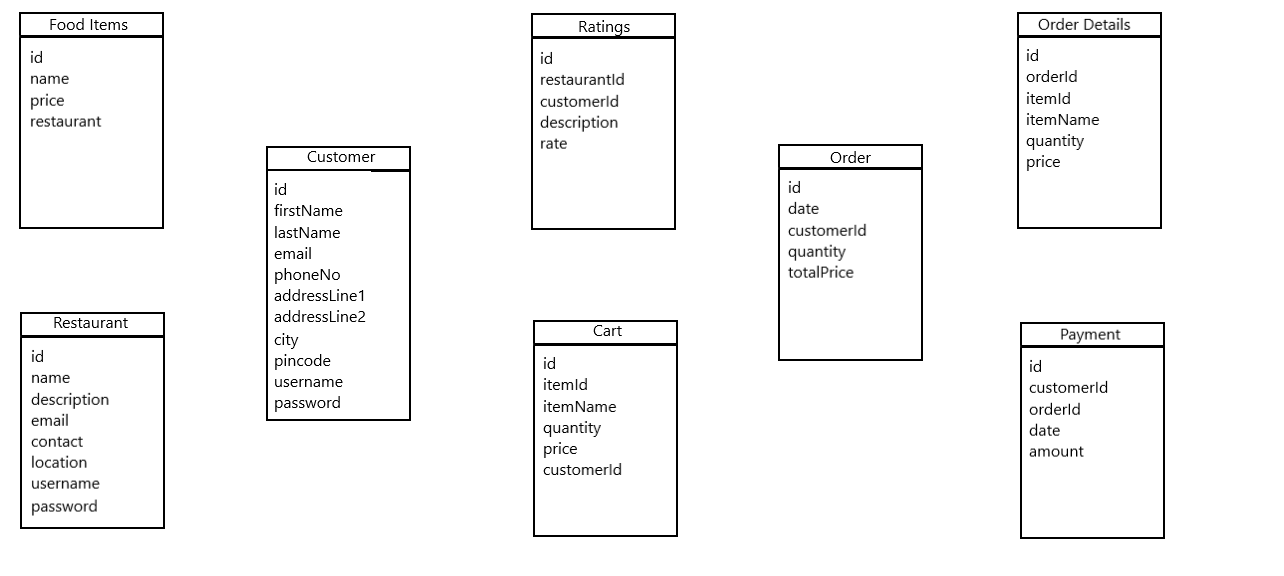 Food Items
id
name
price
restaurant
Restaurant
id
name
description
email
contact
location
username
password
Customer
id
firstName
lastName
email
phoneNo
addressLine1
addressLine2
city
pincode
username
password
Ratings
id
restaurantId
customerId
description
rate
Cart
id
itemId
itemName
quantity
price
customerId
Order
id
date
customerId
quantity
totalPrice
Order Details
id
orderId
itemId
itemName
quantity
price
Payment
id
customerId
orderId
date
amount